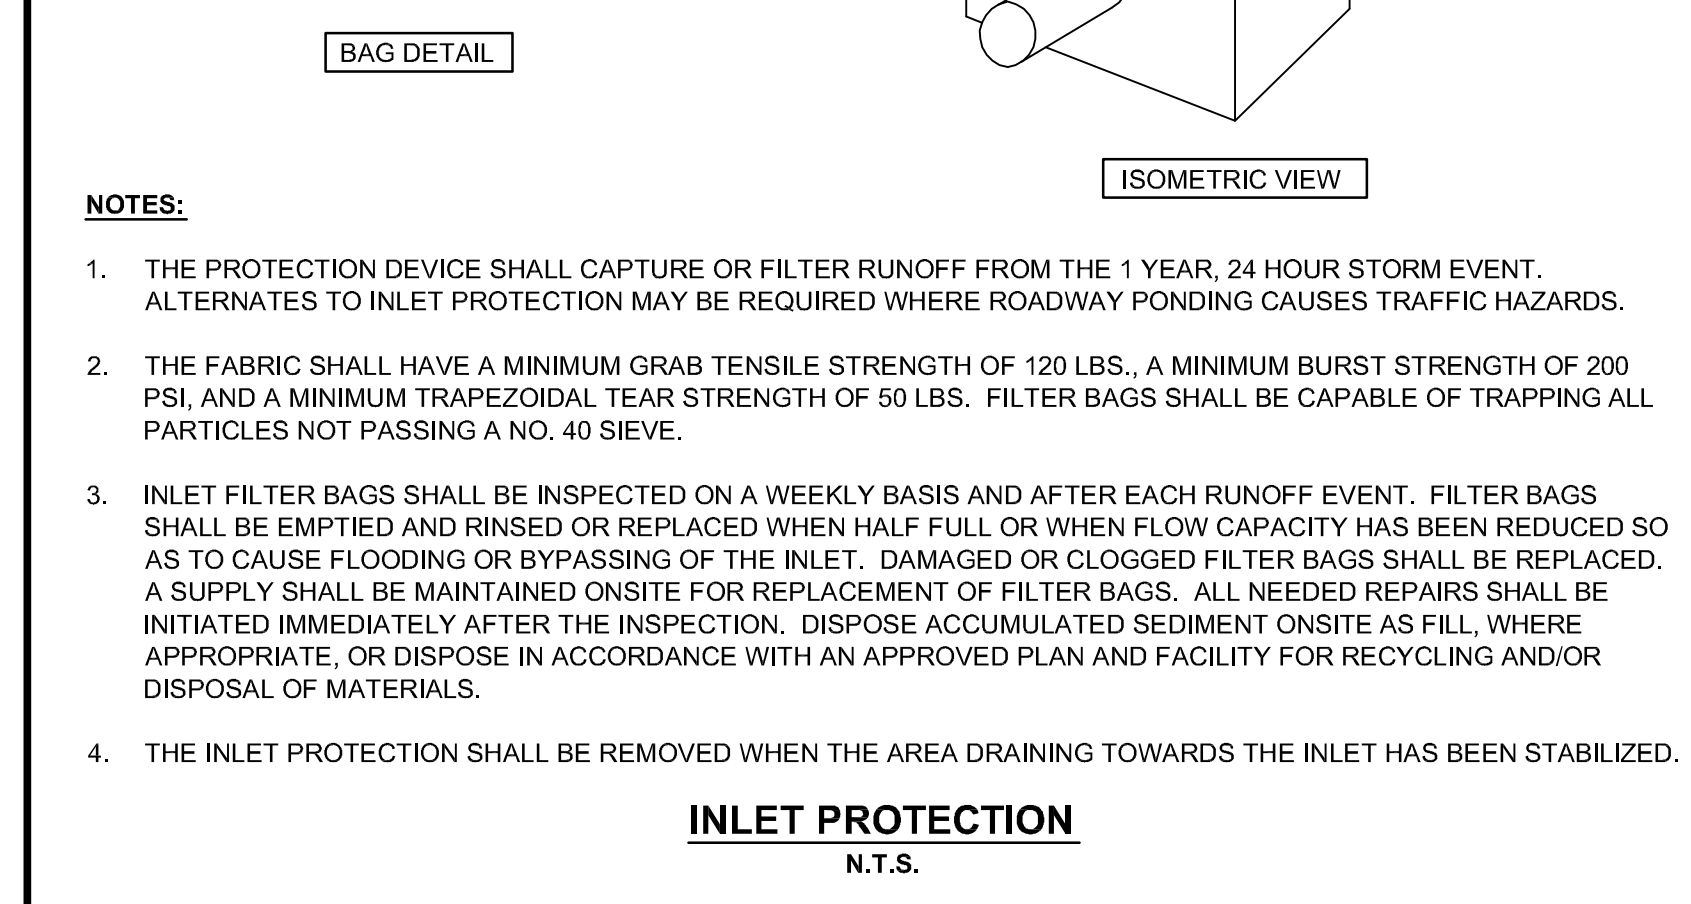 BAG DETAIL
ISOMETRIC VIEW
NOTES:
1. THE PROTECTION DEVICE SHALL CAPTURE OR FILTER RUNOFF FROM THE 1 YEAR, 24 HOUR STORM EVENT.
ALTERNATES TO INLET PROTECTION MAY BE REQUIRED WHERE ROADWAY PONDING CAUSES TRAFFIC HAZARDS.
2. THE FABRIC SHALL HAVE A MINIMUM GRAB TENSILE STRENGTH OF 120 LBS., A MINIMUM BURST STRENGTH OF 200
PSI, AND A MINIMUM TRAPEZOIDAL TEAR STRENGTH OF 50 LBS. FILTER BAGS SHALL BE CAPABLE OF TRAPPING ALL
PARTICLES NOT PASSING A NO. 40 SIEVE.
3. INLET FILTER BAGS SHALL BE INSPECTED ON A WEEKLY BASIS AND AFTER EACH RUNOFF EVENT. FILTER BAGS
SHALL BE EMPTIED AND RINSED OR REPLACED WHEN HALF FULL OR WHEN FLOW CAPACITY HAS BEEN REDUCED SO
AS TO CAUSE FLOODING OR BYPASSING OF THE INLET. DAMAGED OR CLOGGED FILTER BAGS SHALL BE REPLACED.
A SUPPLY SHALL BE MAINTAINED ONSITE FOR REPLACEMENT OF FILTER BAGS. ALL NEEDED REPAIRS SHALL BE
INITIATED IMMEDIATELY AFTER THE INSPECTION. DISPOSE ACCUMULATED SEDIMENT ONSITE AS FILL, WHERE
APPROPRIATE, OR DISPOSE IN ACCORDANCE WITH AN APPROVED PLAN AND FACILITY FOR RECYCLING AND/OR
DISPOSAL OF MATERIALS.
4. THE INLET PROTECTION SHALL BE REMOVED WHEN THE AREA DRAINING TOWARDS THE INLET HAS BEEN STABILIZED.
INLET PROTECTION
N.T.S.